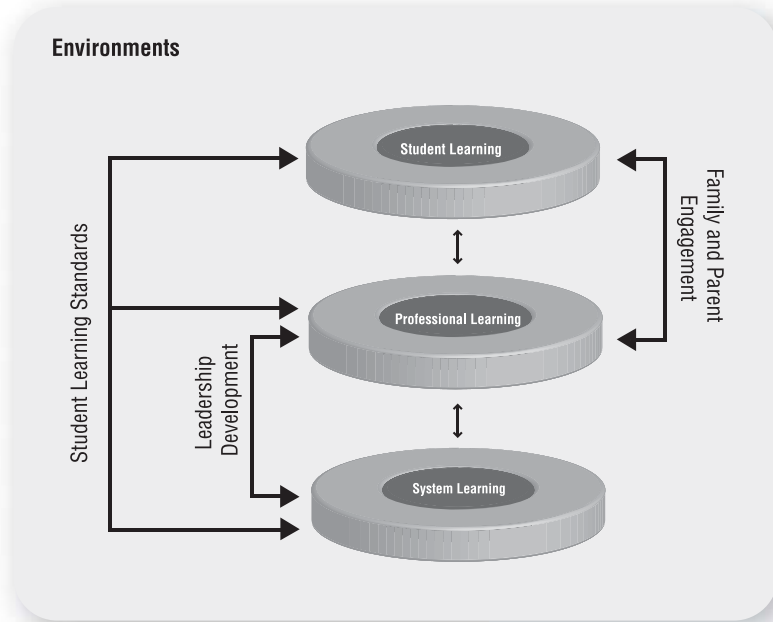 Environments
Student Learning
Family and Parent
Engagement
Student Learning Standards
Professional Learning
Leadership
Development
System Learning